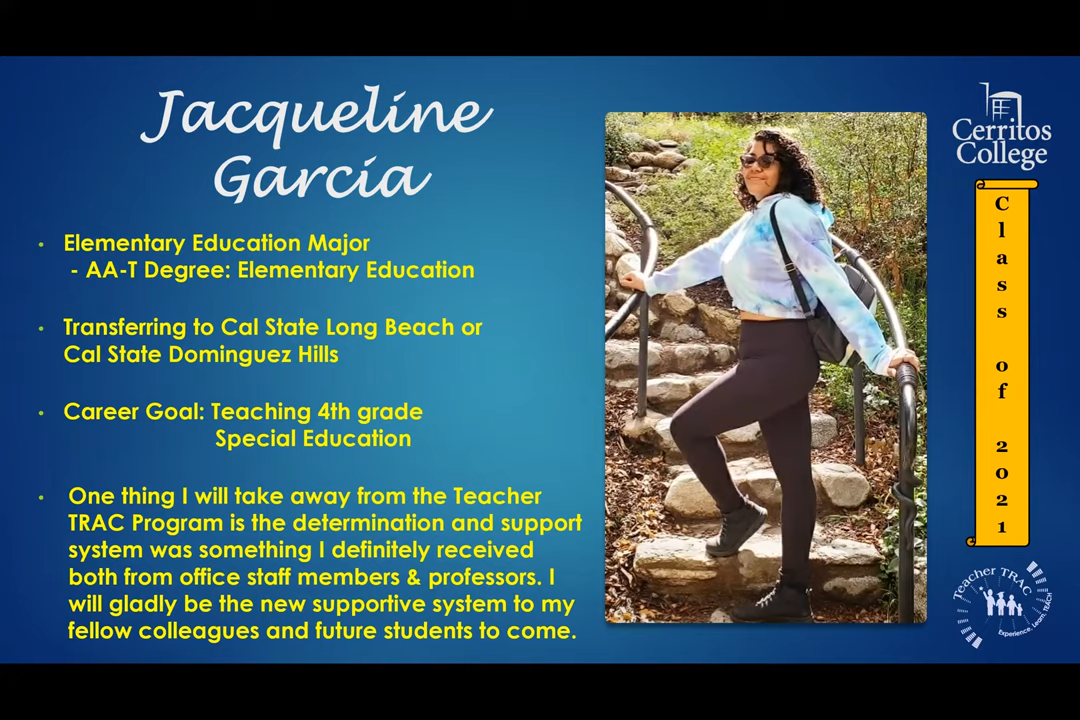 Jacqueline
Garcia
• Elementary Education Major
- AA-T Degree: Elementary Education
• Transferring to Cal State Long Beach or
Cal State Dominguez Hills
• Career Goal: Teaching 4th grade
Special Education
• One thing I will take away from the Teacher
TRAC Program is the determination and support
system was something I definitely received
both from office staff members & professors. I
will gladly be the new supportive system to my
fellow colleagues and future students to come.
Cerritos
College
Class of 2021
Teacher TRAC
Experience, Learn, TEACH